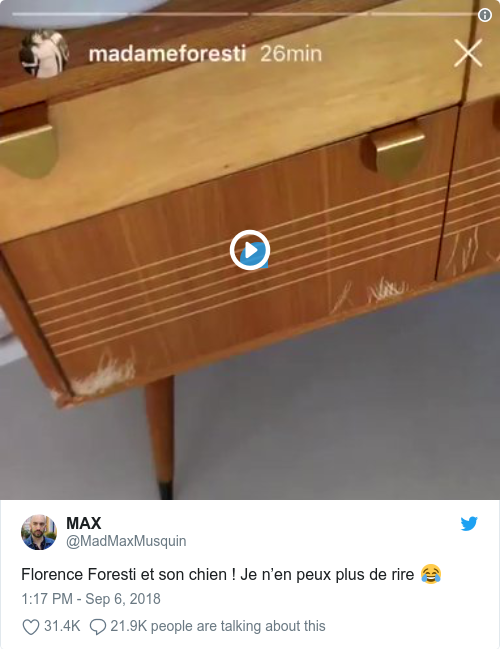 madameforesti 26min
MAX
@MadMaxMusquin
Florence Foresti et son chien ! Je n’en peux plus de rire 😂
1:17 PM - Sep 6, 2018
31.4K 21.9K people are talking about this